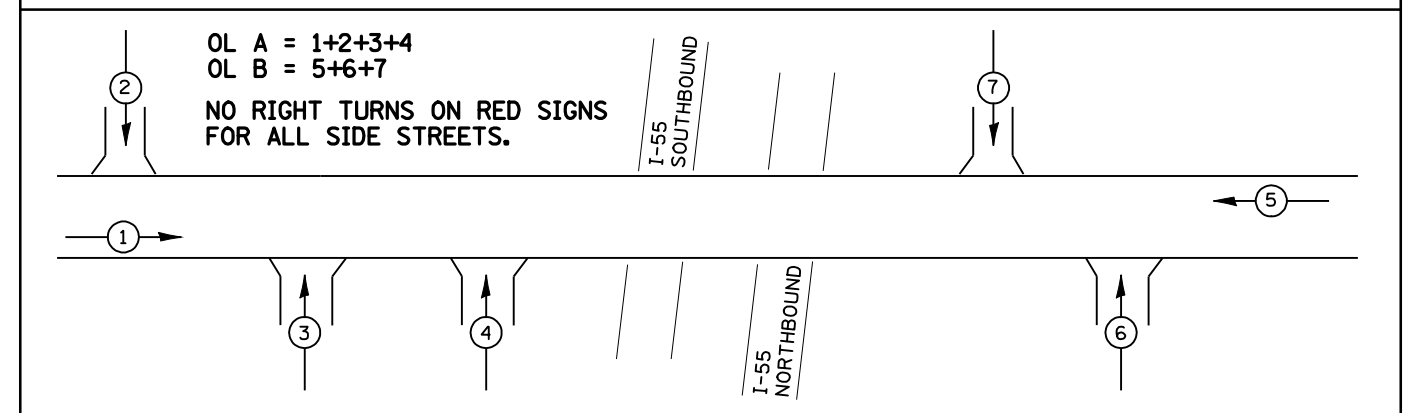 OL A = 1+2+3+4
OL B = 5+6+7
NO RIGHT TURNS ON RED SIGNS
FOR ALL SIDE STREETS.
2
I-55
SOUTHBOUND
7
5
1
3
4
I-55
NORTHBOUND
6